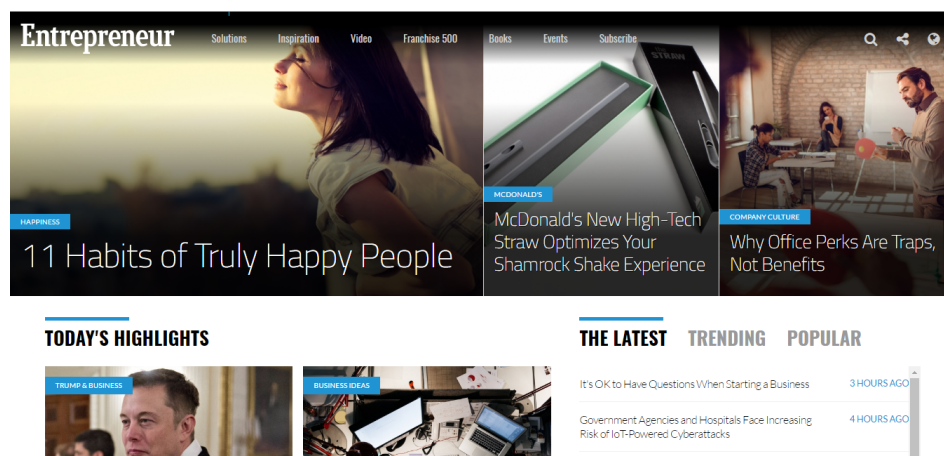 Entrepreneur
Solutions
Inspiration
Video
Franchise 500
Books
Events
Subscribe
STRAW
HAPPINESS
11 Habits of Truly Happy People
MCDONALD'S
McDonald's New High-Tech
Straw Optimizes Your
Shamrock Shake Experience
COMPANY CULTURE
Why Office Perks Are Traps,
Not Benefits
TODAY'S HIGHLIGHTS
TRUMP & BUSINESS
BUSINESS IDEAS
THE LATEST
TRENDING
POPULAR
It's OK to Have Questions When Starting a Business
3 HOURS AGO
Government Agencies and Hospitals Face Increasing
Risk of IoT-Powered Cyberattacks
4 HOURS AGO